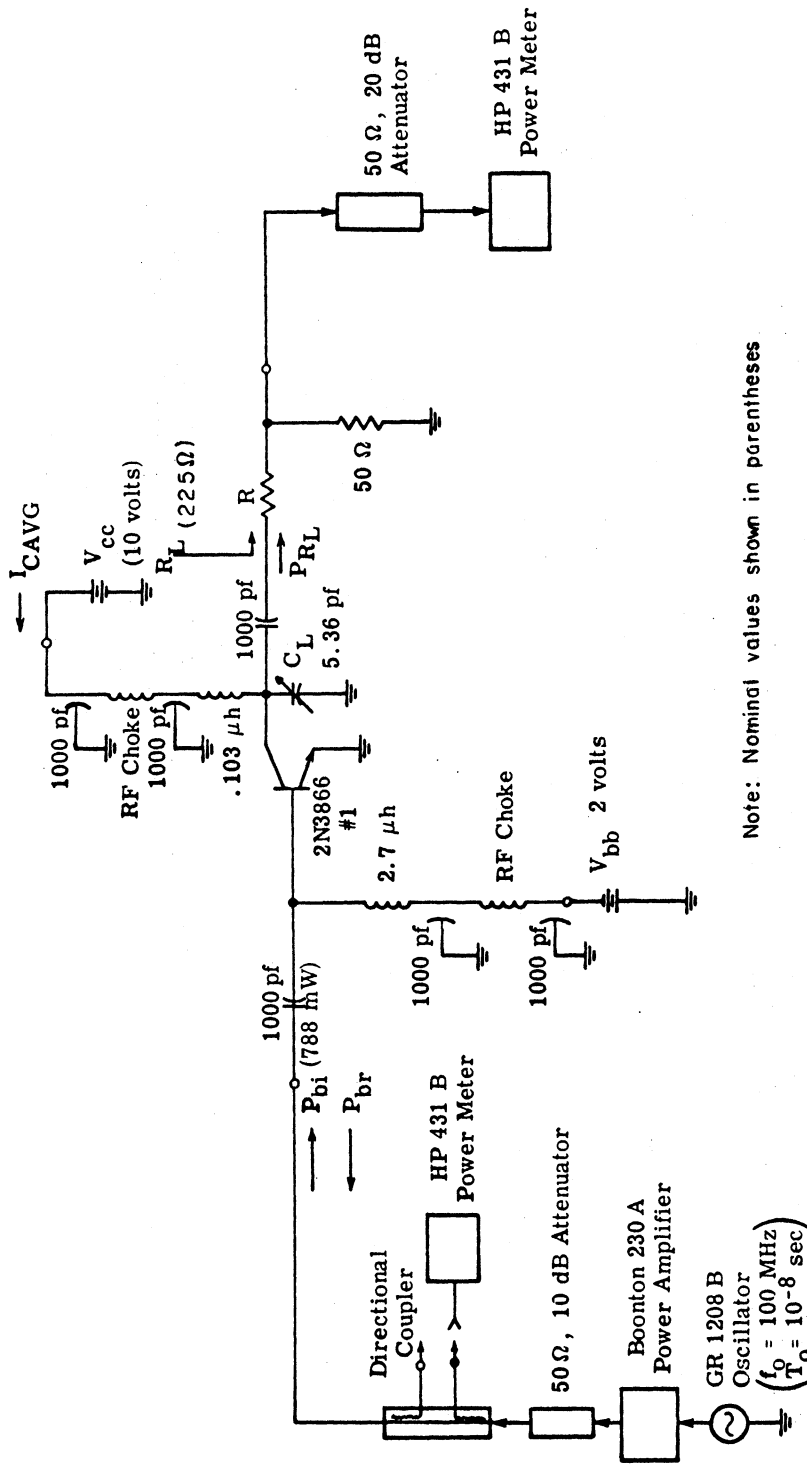 I_CAVG
V_cc
(10 volts)
R_L (225Ω)
1000 pf
RF Choke
1000 pf
.103 μh
1000 pf
R
P_RL
C_L
5.36 pf
50 Ω
50 Ω, 20 dB
Attenuator
HP 431 B
Power Meter
2N3866
#1
1000 pf
(788 mW)
P_bi
P_br
2.7 μh
1000 pf
RF Choke
1000 pf
V_bb 2 volts
HP 431 B
Power Meter
Directional
Coupler
50 Ω, 10 dB Attenuator
Boonton 230 A
Power Amplifier
GR 1208 B
Oscillator
(f_o = 100 MHz
T_o = 10^-8 sec)
Note: Nominal values shown in parentheses